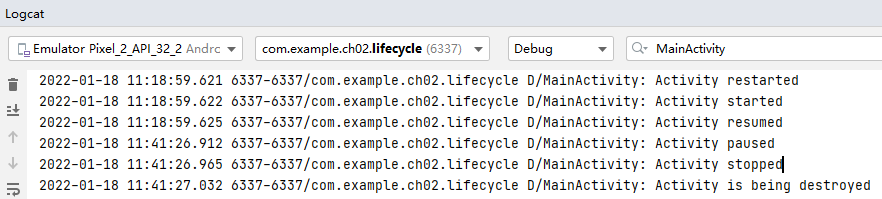 Logcat
Emulator Pixel_2_API_32_2 Andrc com.example.ch02.lifecycle (6337) Debug MainActivity
2022-01-18 11:18:59.621 6337-6337/com.example.ch02.lifecycle D/MainActivity: Activity restarted
2022-01-18 11:18:59.622 6337-6337/com.example.ch02.lifecycle D/MainActivity: Activity started
2022-01-18 11:18:59.625 6337-6337/com.example.ch02.lifecycle D/MainActivity: Activity resumed
2022-01-18 11:41:26.912 6337-6337/com.example.ch02.lifecycle D/MainActivity: Activity paused
2022-01-18 11:41:26.965 6337-6337/com.example.ch02.lifecycle D/MainActivity: Activity stopped
2022-01-18 11:41:27.032 6337-6337/com.example.ch02.lifecycle D/MainActivity: Activity is being destroyed